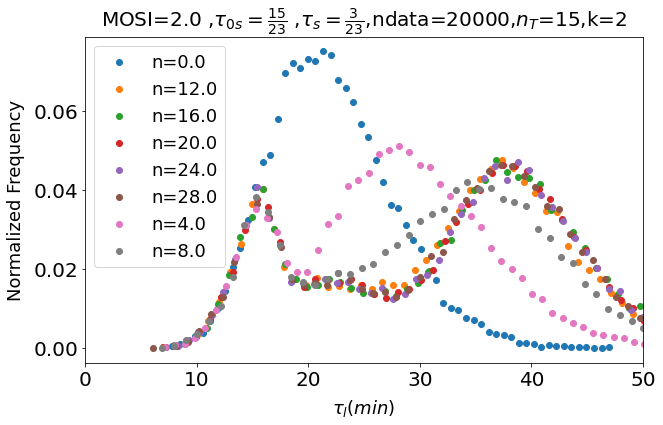 MOSI=2.0 ,τ0s = 15/23 ,τs = 3/23,ndata=20000,nT=15,k=2
n=0.0
n=12.0
n=16.0
n=20.0
n=24.0
n=28.0
n=4.0
n=8.0
Normalized Frequency
0.06
0.04
0.02
0.00
0 10 20 30 40 50
τI(min)